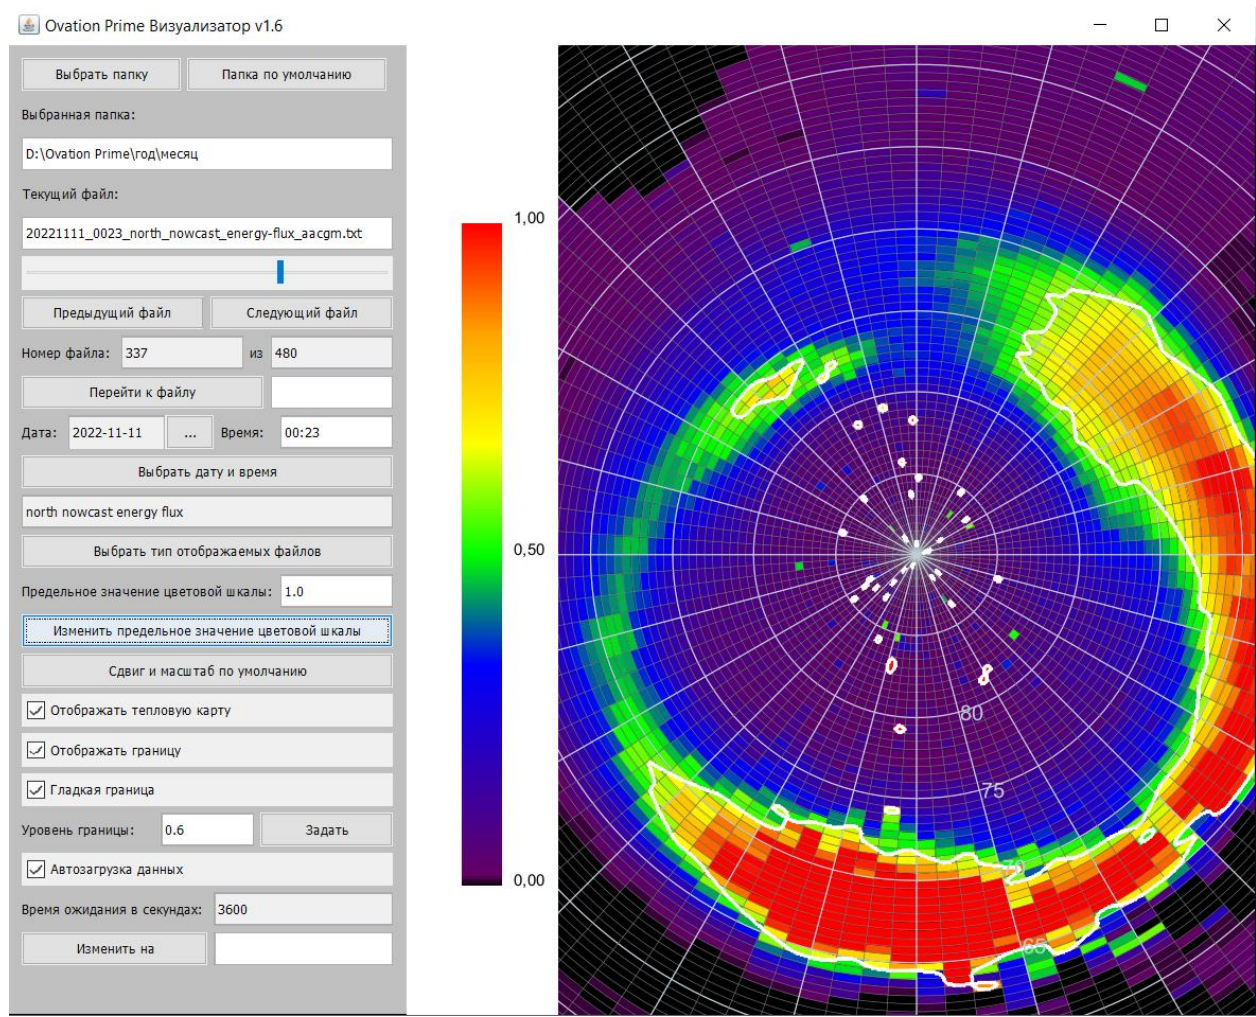 Ovation Prime Визуализатор v1.6
Выбрать папку Папка по умолчанию
Выбранная папка:
D:\Ovation Prime\год\месяц
Текущий файл:
20221111_0023_north_nowcast_energy-flux_aacgm.txt
Предыдущий файл Следующий файл
Номер файла: 337 из 480
Перейти к файлу
Дата: 2022-11-11 ... Время: 00:23
Выбрать дату и время
north nowcast energy flux
Выбрать тип отображаемых файлов
Предельное значение цветовой шкалы: 1.0
Изменить предельное значение цветовой шкалы
Сдвиг и масштаб по умолчанию
Отображать тепловую карту
Отображать границу
Гладкая граница
Уровень границы: 0.6 Задать
Автозагрузка данных
Время ожидания в секундах: 3600
Изменить на
1,00
0,50
0,00
80
75
70
65